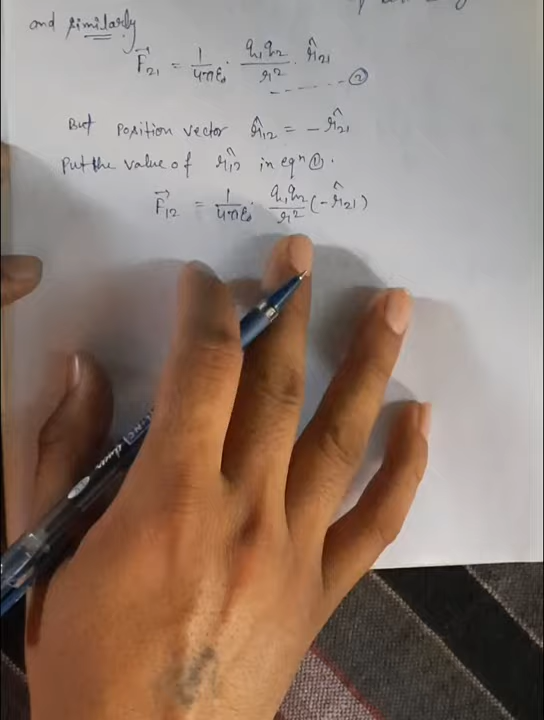 and similarly
F⃗₂₁ = 1/4πε₀ · q₁q₂/r² · r̂₂₁
------- ②
But position vector r̂₁₂ = -r̂₂₁
Put the value of r̂₁₂ in eqⁿ ①.
F⃗₁₂ = 1/4πε₀ · q₁q₂/r² (-r̂₂₁)